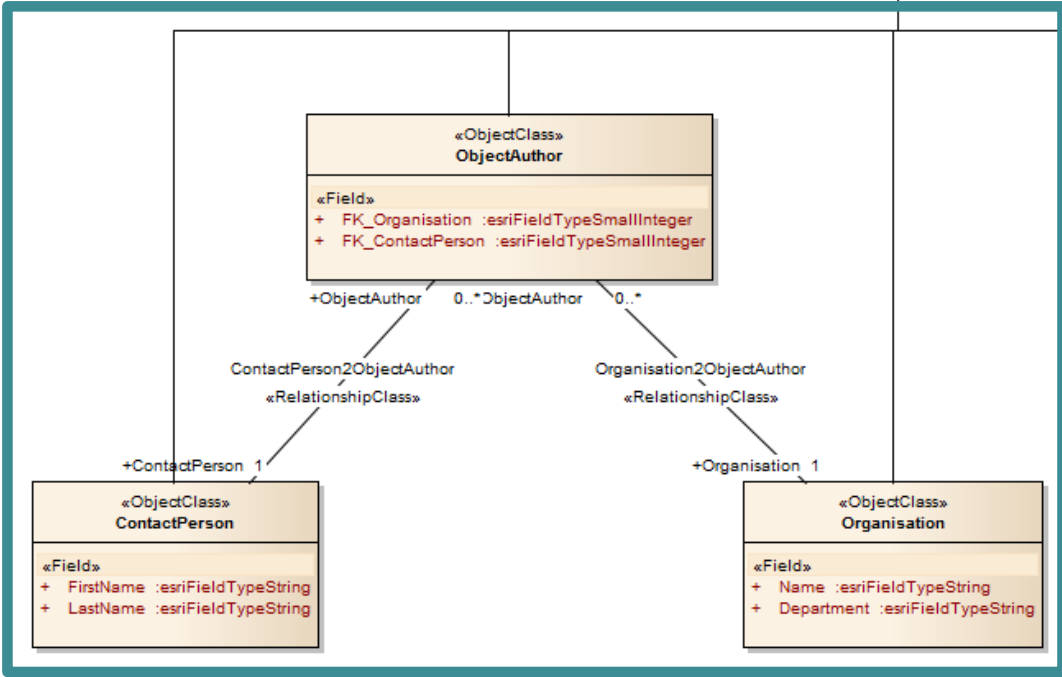 «ObjectClass»
ObjectAuthor
«Field»
+ FK_Organisation :esriFieldTypeSmallInteger
+ FK_ContactPerson :esriFieldTypeSmallInteger
+ObjectAuthor 0..* ObjectAuthor 0..*
ContactPerson2ObjectAuthor
«RelationshipClass»
Organisation2ObjectAuthor
«RelationshipClass»
+ContactPerson 1
+Organisation 1
«ObjectClass»
ContactPerson
«Field»
+ FirstName :esriFieldTypeString
+ LastName :esriFieldTypeString
«ObjectClass»
Organisation
«Field»
+ Name :esriFieldTypeString
+ Department :esriFieldTypeString